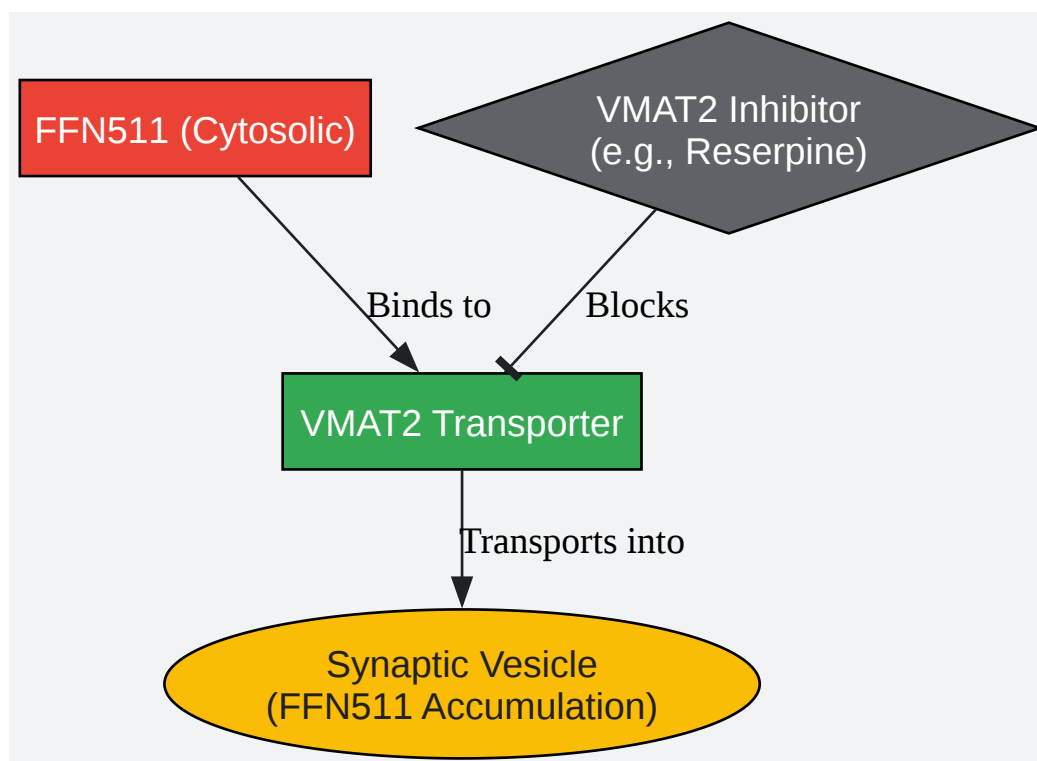 FFN511 (Cytosolic)
VMAT2 Inhibitor
(e.g., Reserpine)
Binds to
Blocks
VMAT2 Transporter
Transports into
Synaptic Vesicle
(FFN511 Accumulation)